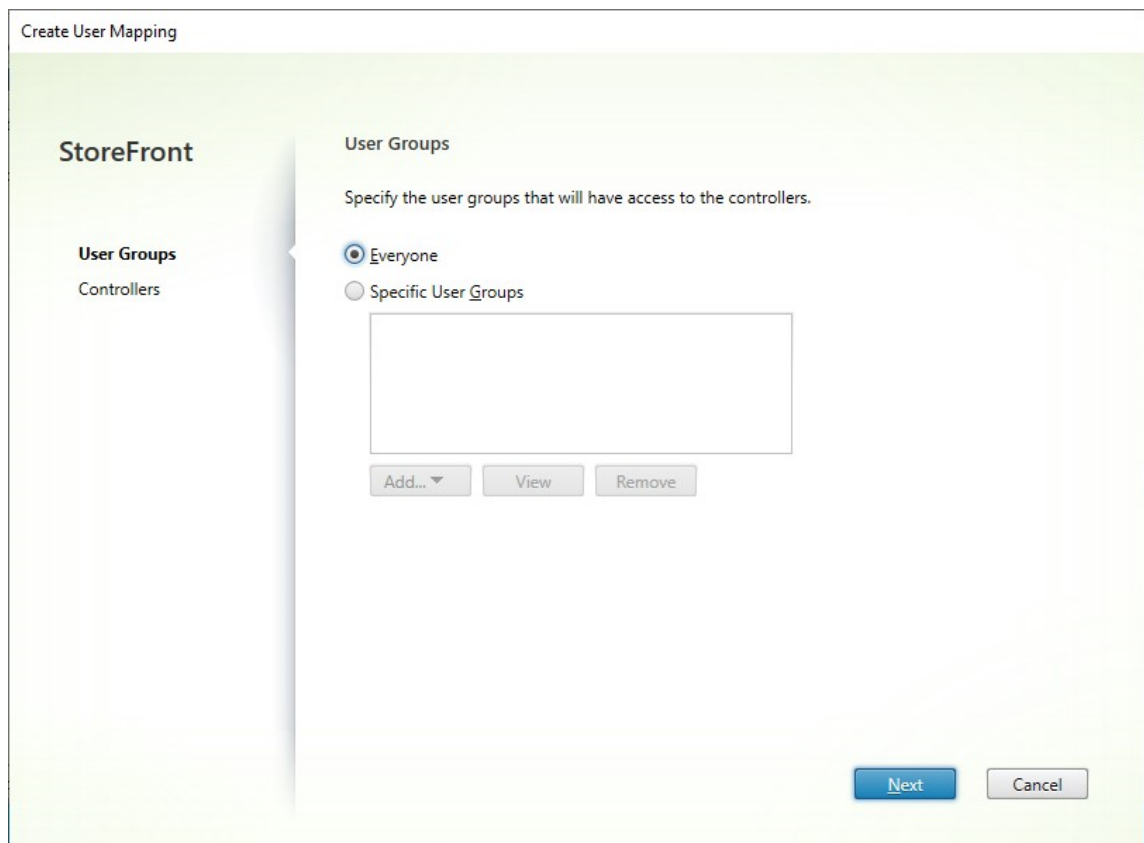 Create User Mapping
StoreFront
User Groups
Controllers
User Groups
Specify the user groups that will have access to the controllers.
Everyone
Specific User Groups
Add...
View
Remove
Next
Cancel